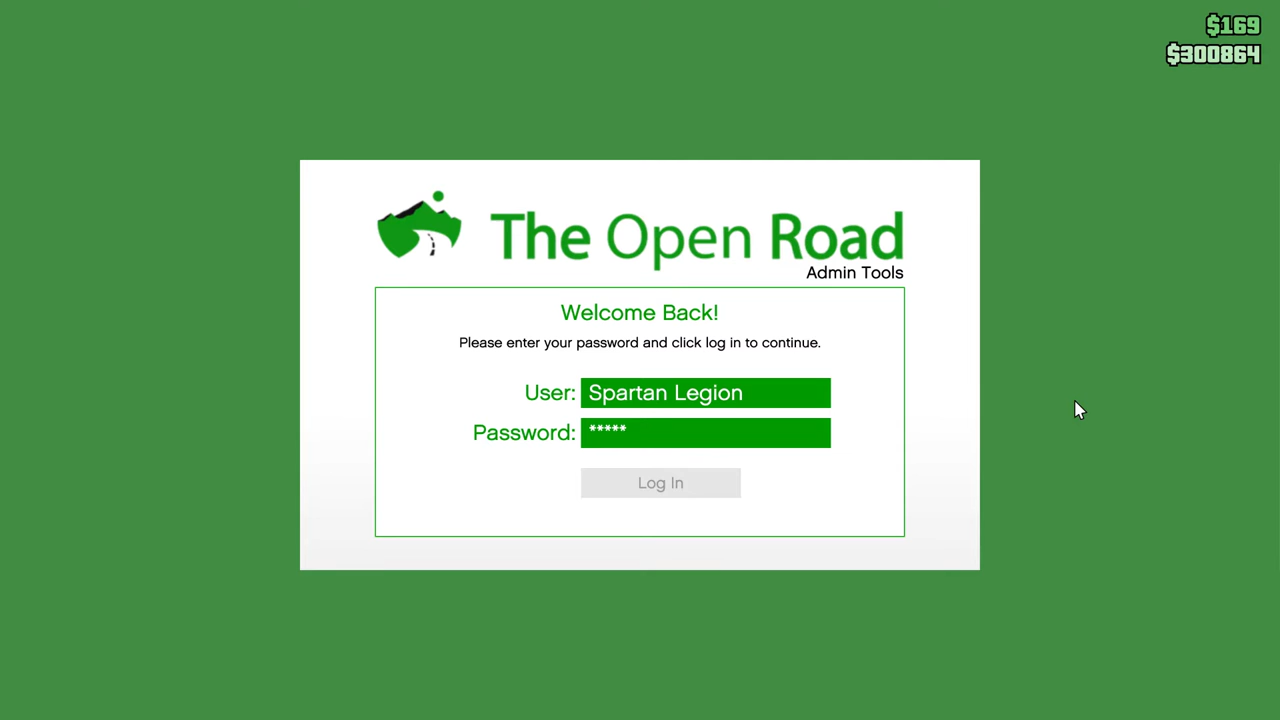 $169
$300864
The Open Road
Admin Tools
Welcome Back!
Please enter your password and click log in to continue.
User: Spartan Legion
Password: *****
Log In